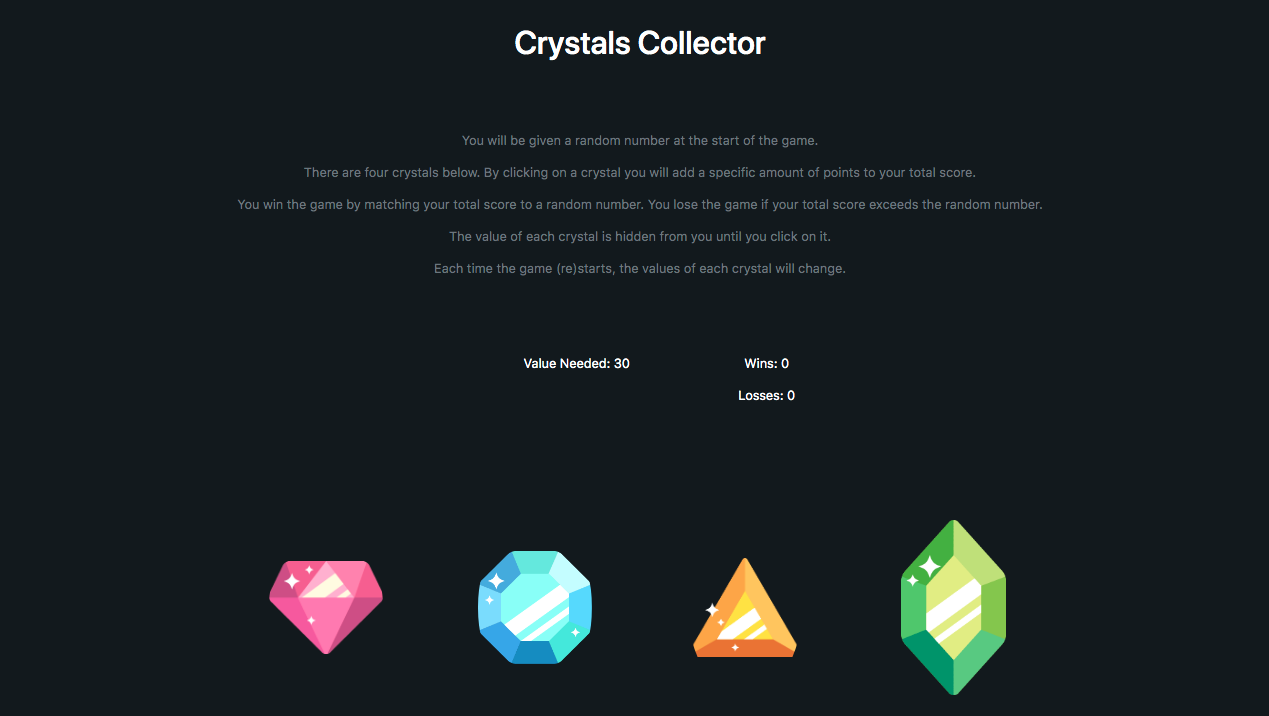 Crystals Collector
You will be given a random number at the start of the game.
There are four crystals below. By clicking on a crystal you will add a specific amount of points to your total score.
You win the game by matching your total score to a random number. You lose the game if your total score exceeds the random number.
The value of each crystal is hidden from you until you click on it.
Each time the game (re)starts, the values of each crystal will change.
Value Needed: 30
Wins: 0
Losses: 0